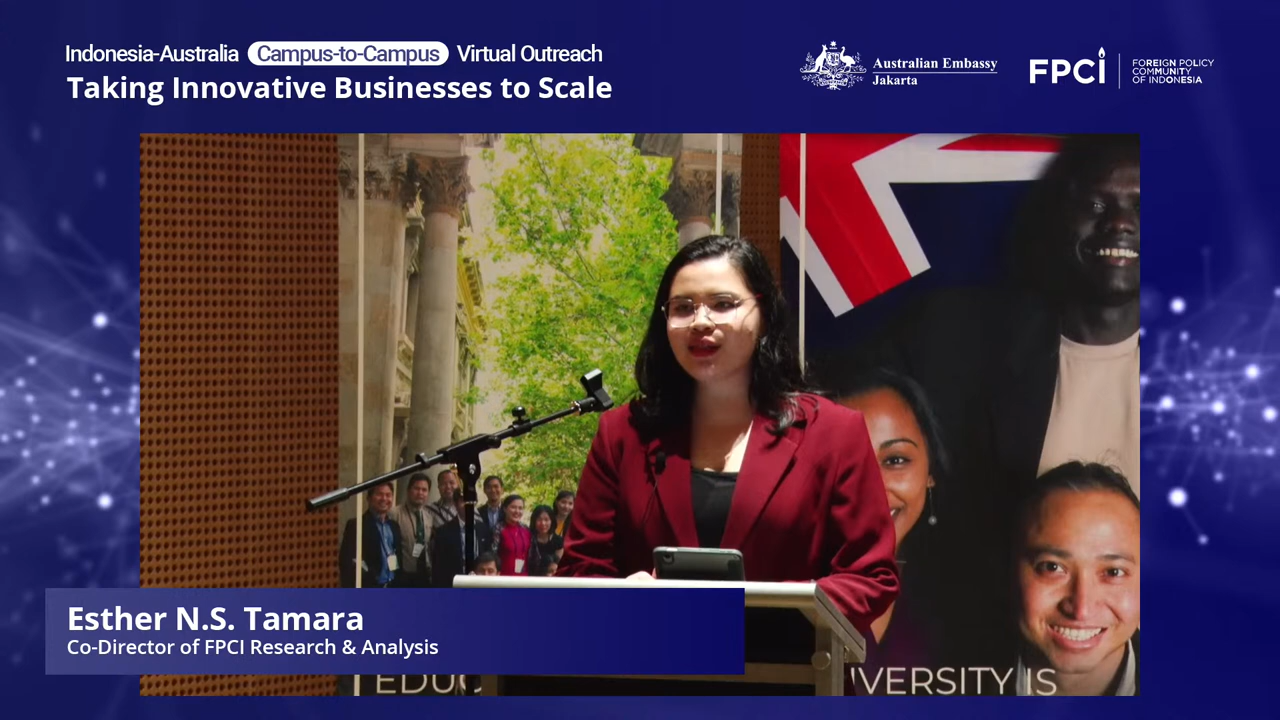 Indonesia-Australia Campus-to-Campus Virtual Outreach
Taking Innovative Businesses to Scale
Australian Embassy
Jakarta
FPCI
FOREIGN POLICY
COMMUNITY
OF INDONESIA
Esther N.S. Tamara
Co-Director of FPCI Research & Analysis
IVERSITY IS